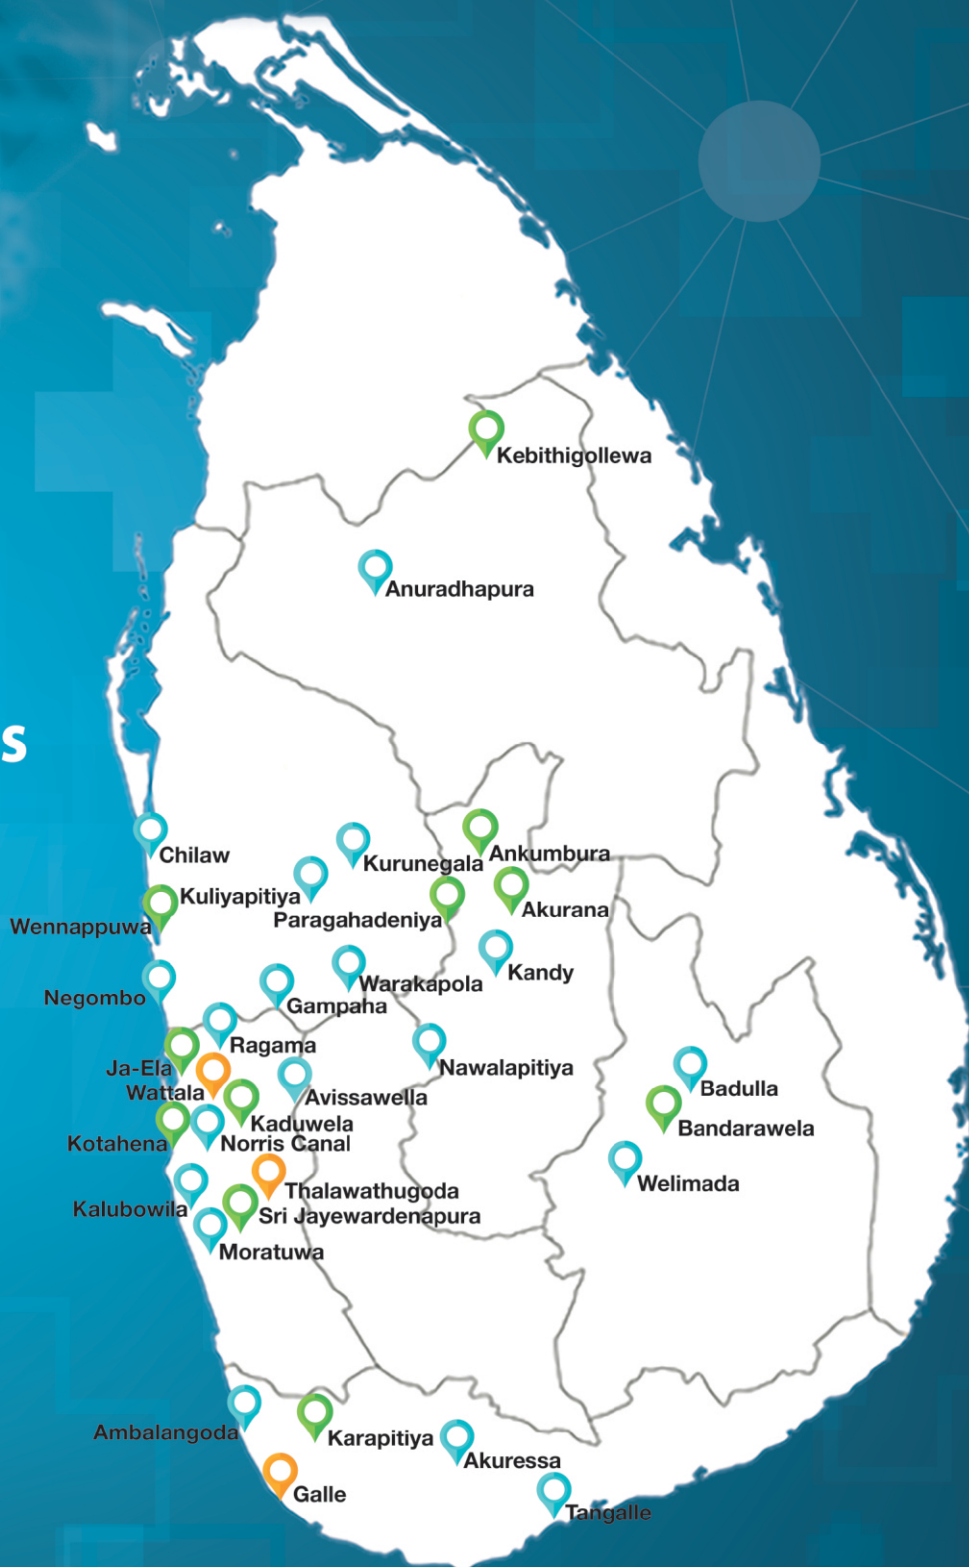 Kebithigollewa
Anuradhapura
s
Chilaw
Kurunegala
Ankumbura
Kuliyapitiya
Paragahadeniya
Akurana
Wennappuwa
Kandy
Warakapola
Negombo
Gampaha
Ragama
Ja-Ela
Nawalapitiya
Wattala
Avissawella
Badulla
Kaduwela
Bandarawela
Kotahena
Norris Canal
Welimada
Thalawathugoda
Kalubowila
Sri Jayewardenapura
Moratuwa
Ambalangoda
Karapitiya
Akuressa
Galle
Tangalle